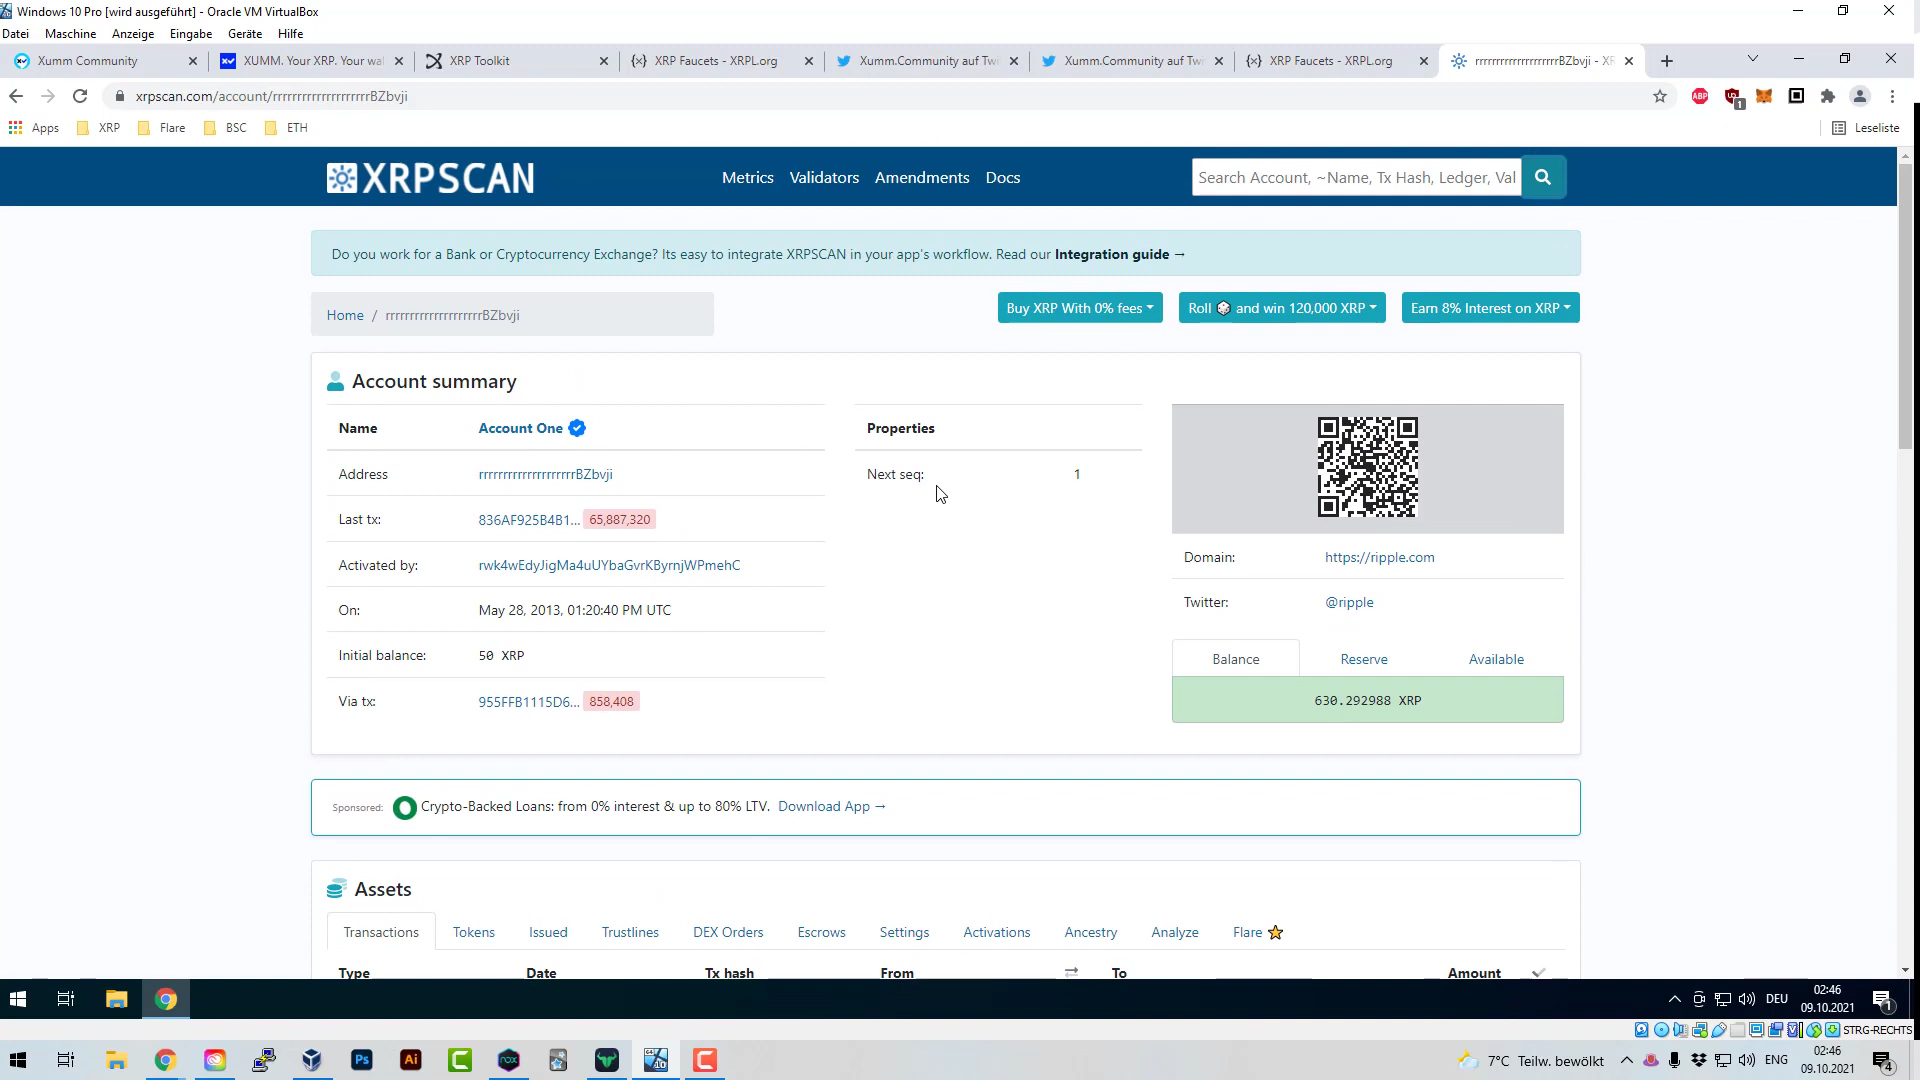 Windows 10 Pro [wird ausgeführt] - Oracle VM VirtualBox
Datei Maschine Anzeige Eingabe Geräte Hilfe
Xumm Community
XUMM. Your XRP. Your wal
XRP Toolkit
XRP Faucets - XRPL.org
Xumm.Community auf Twi
Xumm.Community auf Twi
XRP Faucets - XRPL.org
rrrrrrrrrrrrrrrrrrrrBZbvji - XR
xrpscan.com/account/rrrrrrrrrrrrrrrrrrrrBZbvji
ABP
1
Apps XRP Flare BSC ETH
Leseliste
XRPSCAN
Metrics Validators Amendments Docs
Search Account, ~Name, Tx Hash, Ledger, Val
Do you work for a Bank or Cryptocurrency Exchange? Its easy to integrate XRPSCAN in your app's workflow. Read our Integration guide →
Home / rrrrrrrrrrrrrrrrrrrrBZbvji
Buy XRP With 0% fees
Roll and win 120,000 XRP
Earn 8% Interest on XRP
Account summary
Name Account One
Address rrrrrrrrrrrrrrrrrrrrBZbvji
Last tx: 836AF925B4B1... 65,887,320
Activated by: rwk4wEdyJigMa4uUYbaGvrKByrnjWPmehC
On: May 28, 2013, 01:20:40 PM UTC
Initial balance: 50 XRP
Via tx: 955FFB1115D6... 858,408
Properties
Next seq: 1
Domain: https://ripple.com
Twitter: @ripple
Balance Reserve Available
630.292988 XRP
Sponsored: Crypto-Backed Loans: from 0% interest & up to 80% LTV. Download App →
Assets
Transactions Tokens Issued Trustlines DEX Orders Escrows Settings Activations Ancestry Analyze Flare
Type Date Tx hash From To Amount
DEU
02:46
09.10.2021
1
STRG-RECHTS
Ps
Ai
nox
7°C Teilw. bewölkt
ENG
02:46
09.10.2021
4